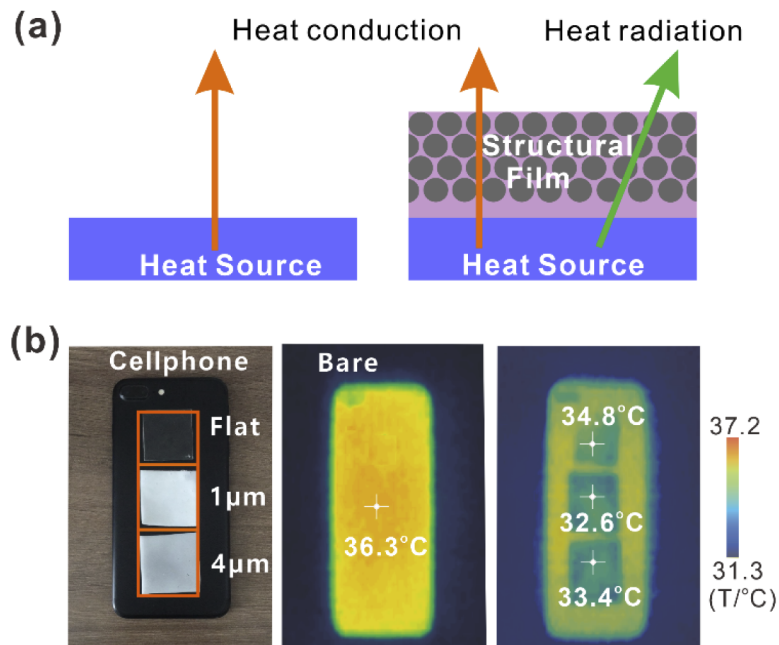 (a)
Heat conduction
Heat radiation
Structural
Film
Heat Source
Heat Source
(b)
Cellphone
Flat
1μm
4μm
Bare
36.3°C
34.8°C
32.6°C
33.4°C
37.2
31.3
(T/°C)